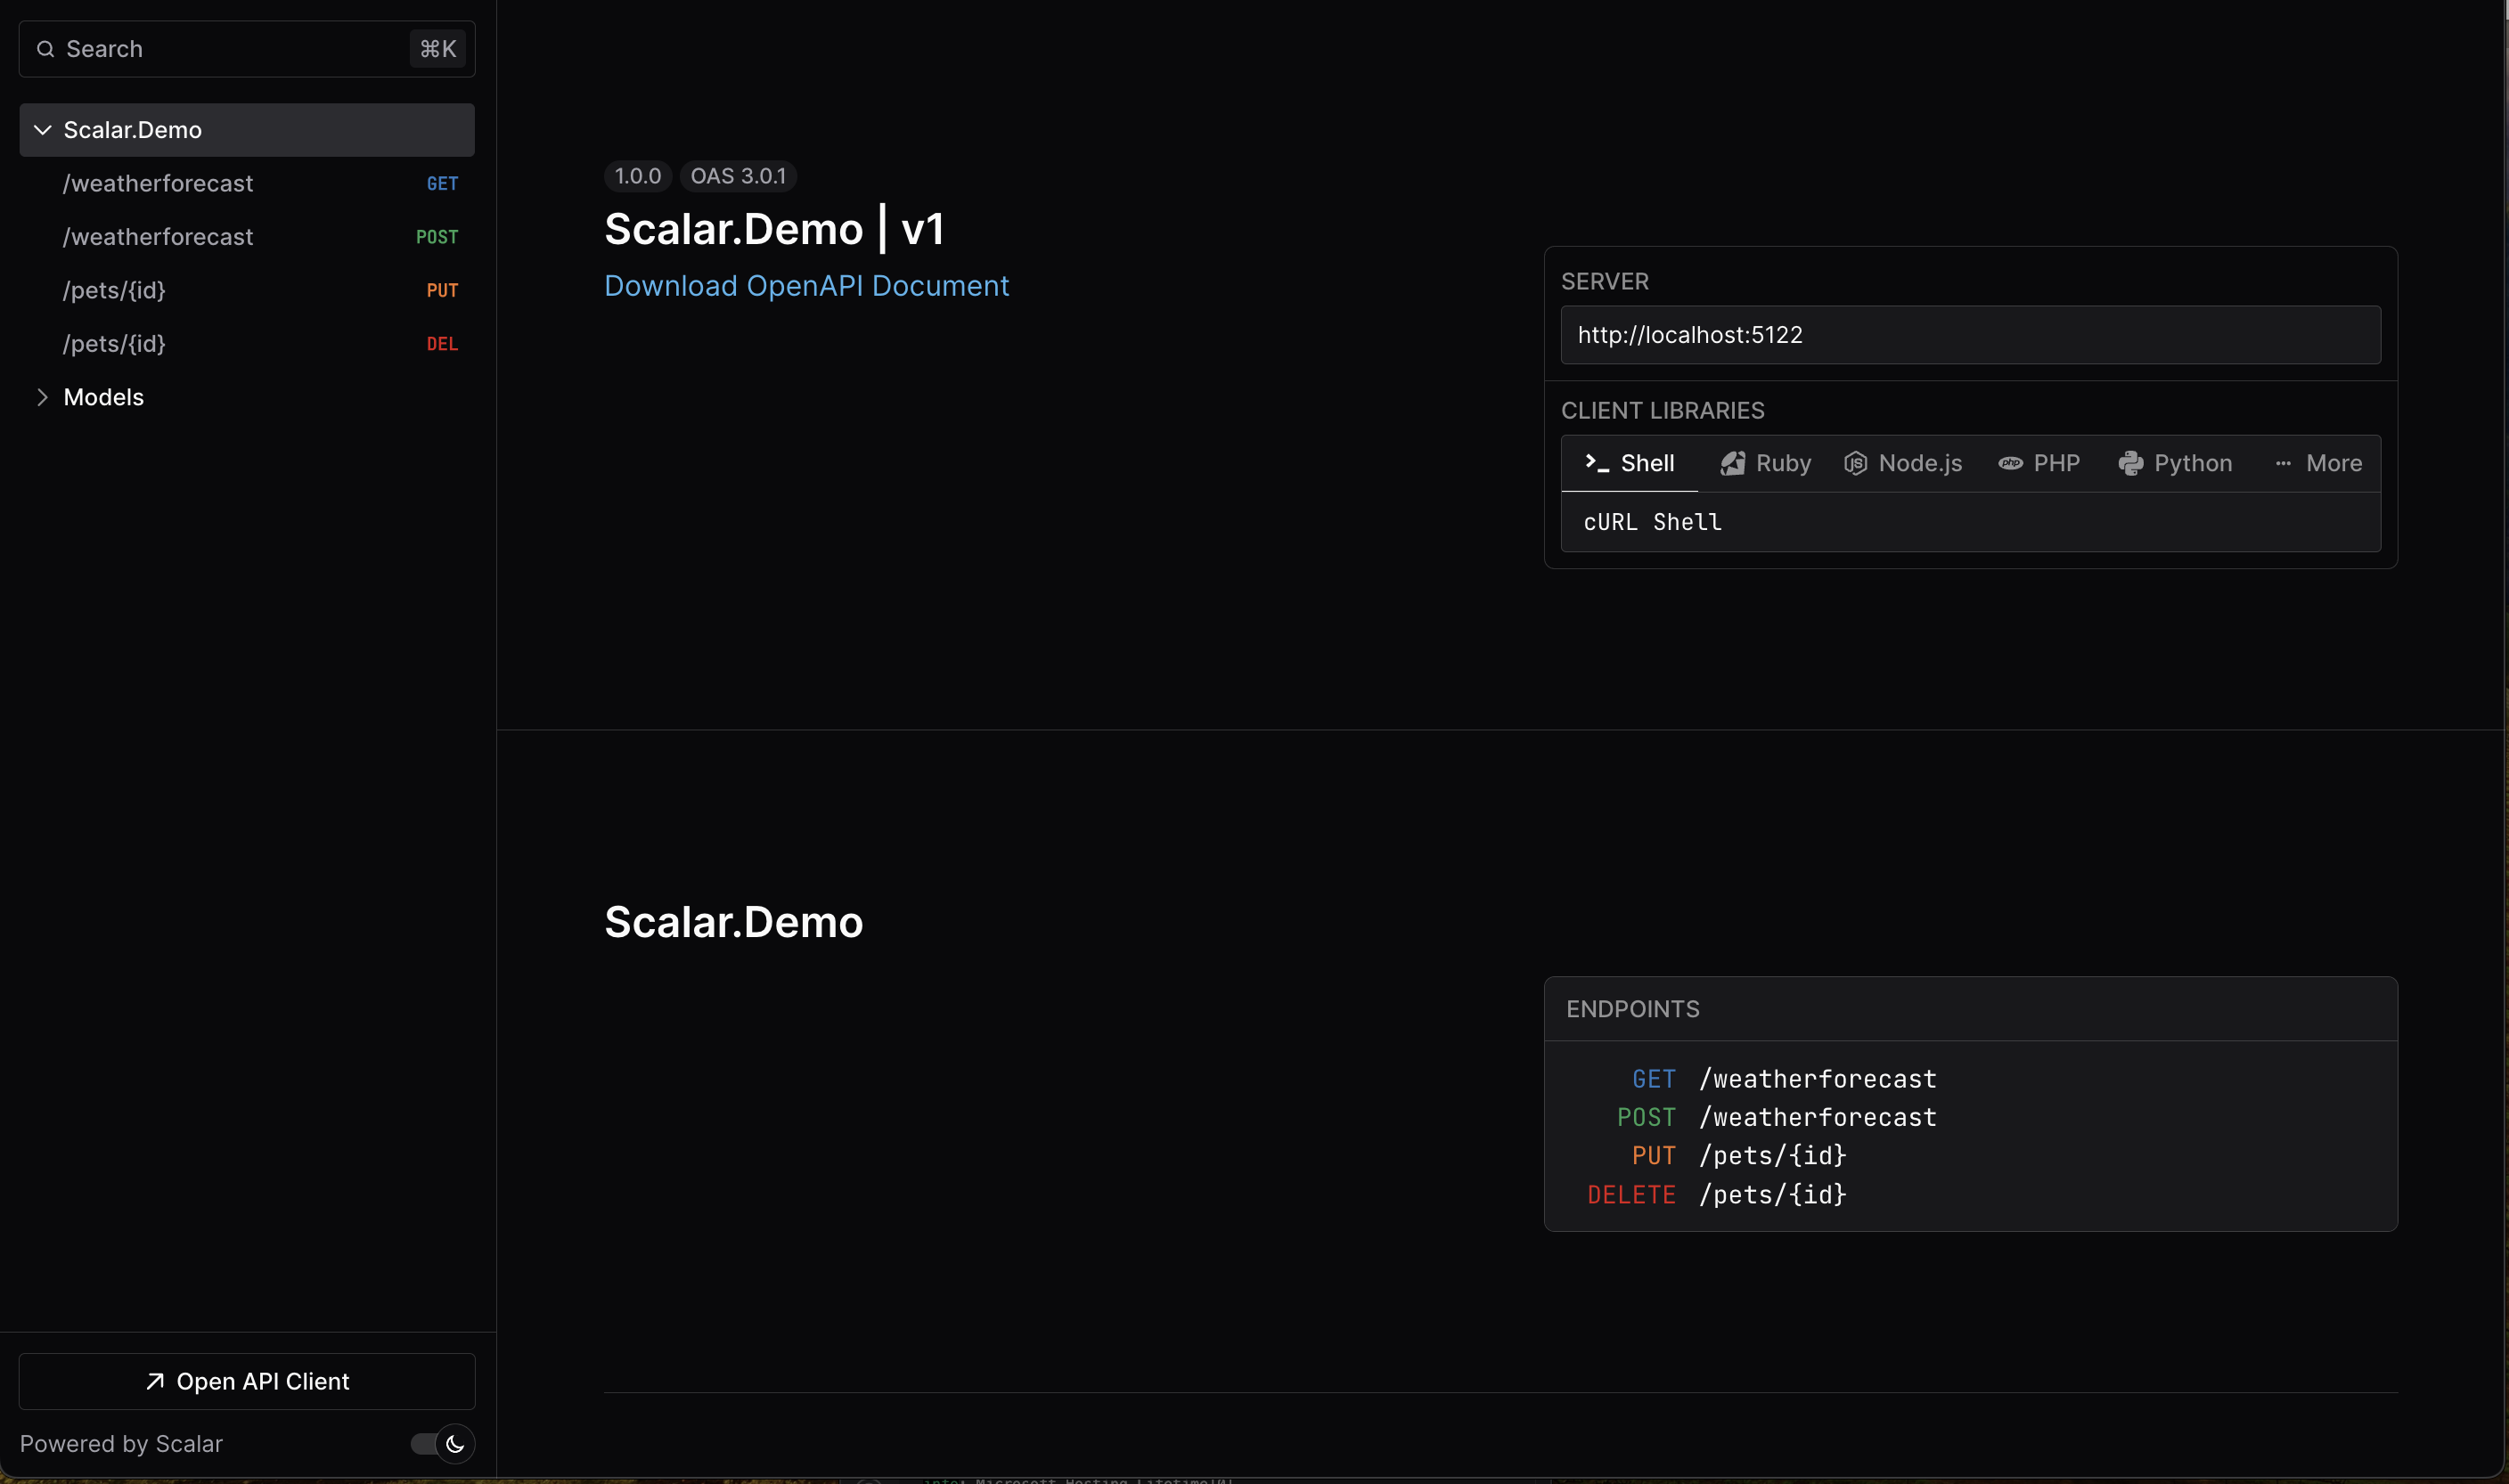 Search ⌘K
Scalar.Demo
/weatherforecast GET
/weatherforecast POST
/pets/{id} PUT
/pets/{id} DEL
Models
Open API Client
Powered by Scalar
1.0.0 OAS 3.0.1
Scalar.Demo | v1
Download OpenAPI Document
SERVER
http://localhost:5122
CLIENT LIBRARIES
Shell Ruby Node.js PHP Python ··· More
cURL Shell
Scalar.Demo
ENDPOINTS
GET /weatherforecast
POST /weatherforecast
PUT /pets/{id}
DELETE /pets/{id}